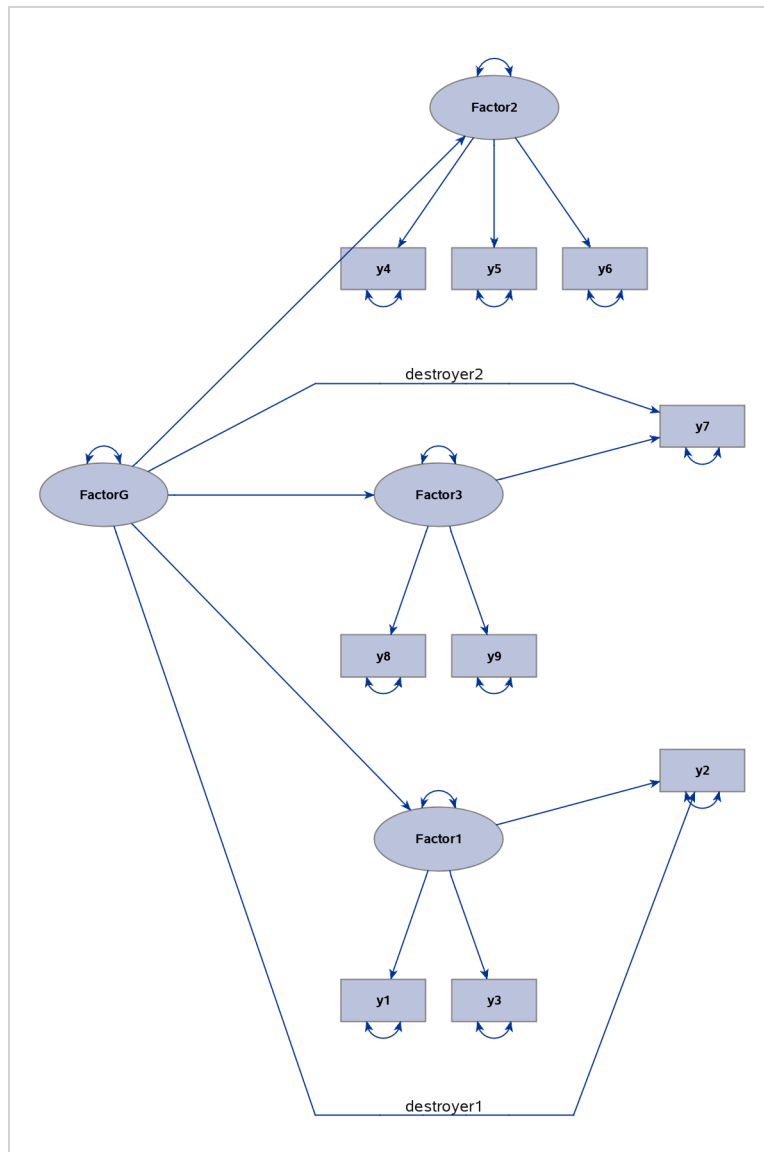 Factor2
y4 y5 y6
destroyer2
y7
FactorG Factor3
y8 y9
y2
Factor1
y1 y3
destroyer1